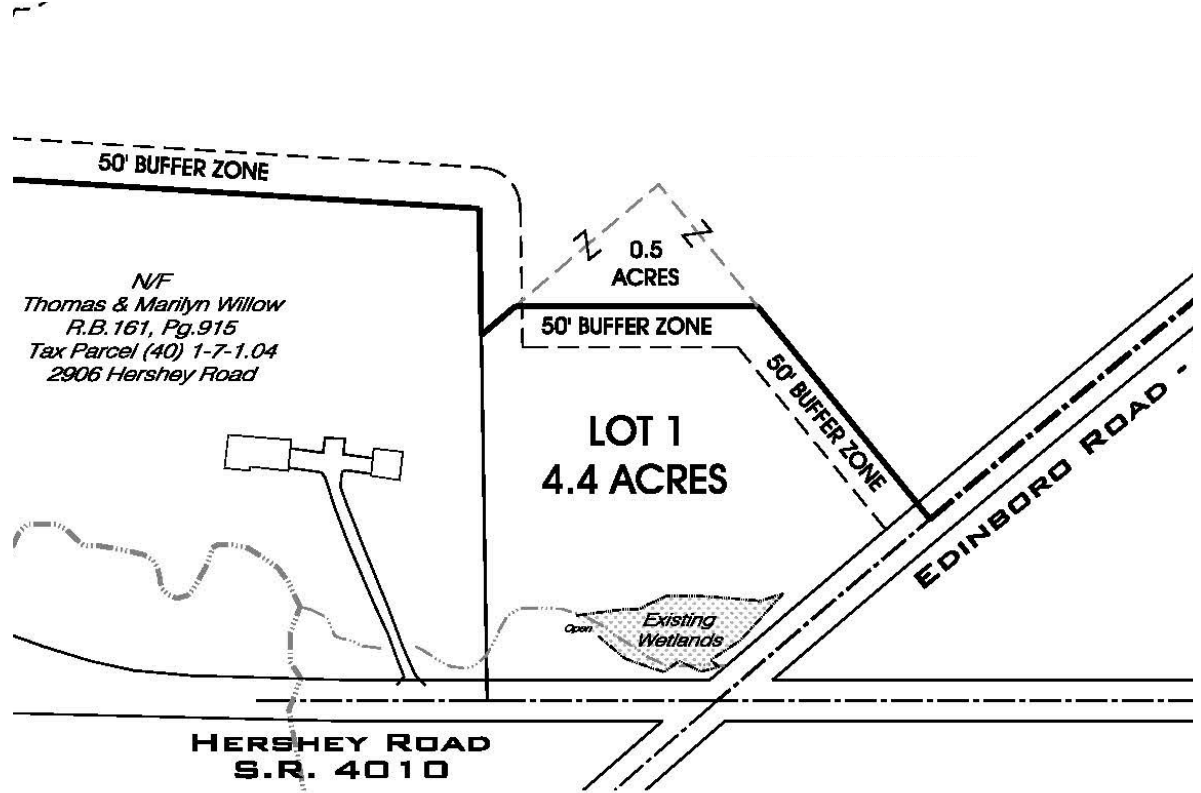 50' BUFFER ZONE
0.5
ACRES
N/F
Thomas & Marilyn Willow
R.B.161, Pg.915
Tax Parcel (40) 1-7-1.04
2906 Hershey Road
50' BUFFER ZONE
50' BUFFER ZONE
LOT 1
4.4 ACRES
EDINBORO ROAD -
Existing
Wetlands
Open
HERSHEY ROAD
S.R. 4010